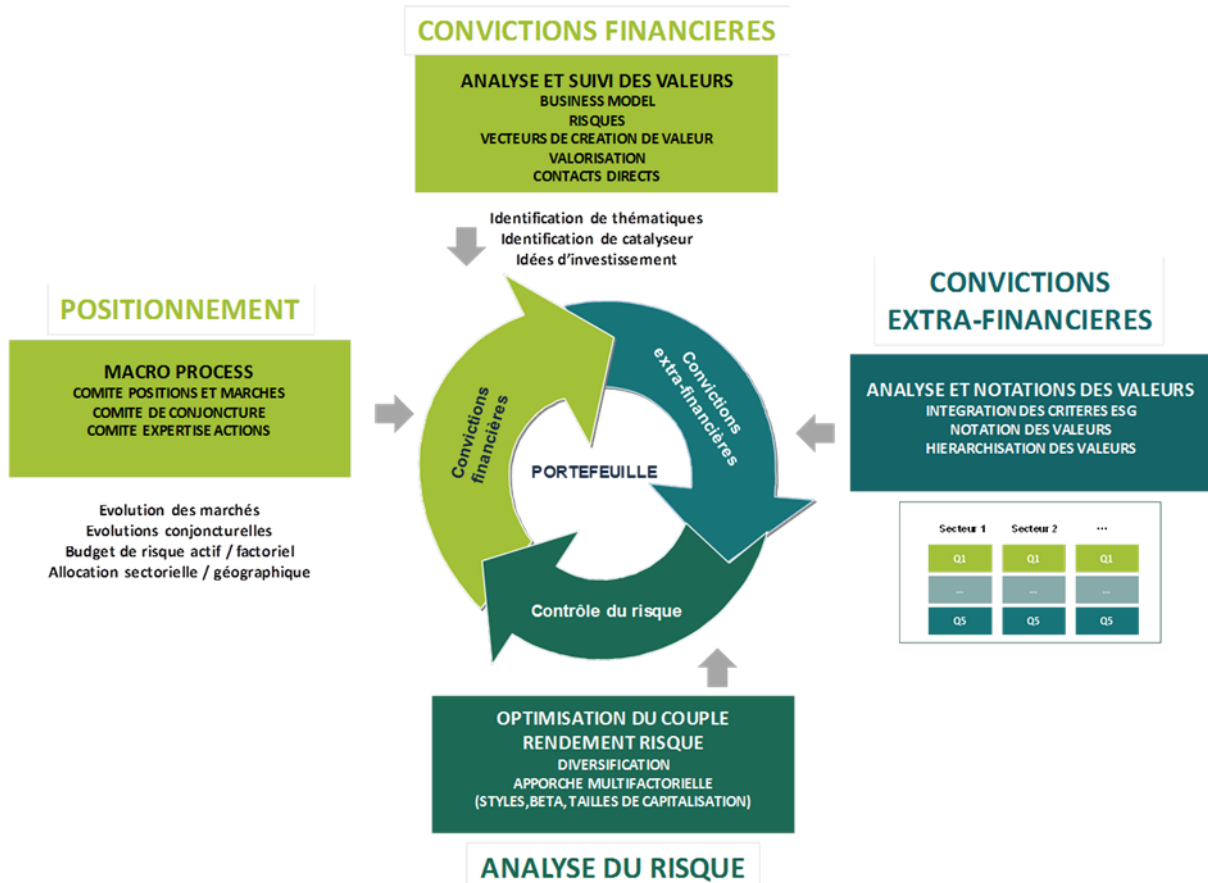 CONVICTIONS FINANCIERES
ANALYSE ET SUIVI DES VALEURS
BUSINESS MODEL
RISQUES
VECTEURS DE CREATION DE VALEUR
VALORISATION
CONTACTS DIRECTS
Identification de thématiques
Identification de catalyseur
Idées d'investissement
POSITIONNEMENT
MACRO PROCESS
COMITE POSITIONS ET MARCHES
COMITE DE CONJONCTURE
COMITE EXPERTISE ACTIONS
Evolution des marchés
Evolutions conjoncturelles
Budget de risque actif / factoriel
Allocation sectorielle / géographique
Convictions
financières
Convictions
extra-financières
PORTEFEUILLE
Contrôle du risque
CONVICTIONS
EXTRA-FINANCIERES
ANALYSE ET NOTATIONS DES VALEURS
INTEGRATION DES CRITERES ESG
NOTATION DES VALEURS
HIERARCHISATION DES VALEURS
Secteur 1 Secteur 2 ...
Q1 Q1 Q1
... ... ...
Q5 Q5 Q5
OPTIMISATION DU COUPLE
RENDEMENT RISQUE
DIVERSIFICATION
APPORCHE MULTIFACTORIELLE
(STYLES,BETA, TAILLES DE CAPITALISATION)
ANALYSE DU RISQUE